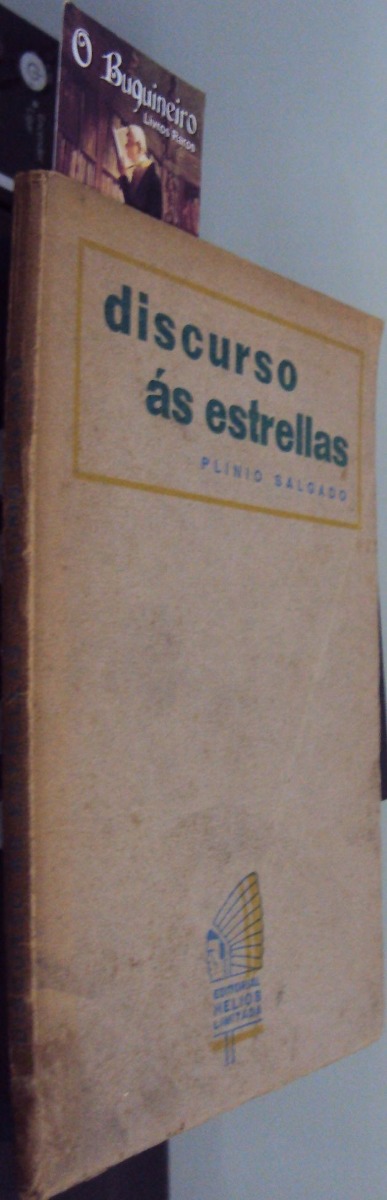 O Buquineiro
Livros Raros
discurso
ás estrellas
PLINIO SALGADO
EDITORIAL
HELIOS
LIMITADA